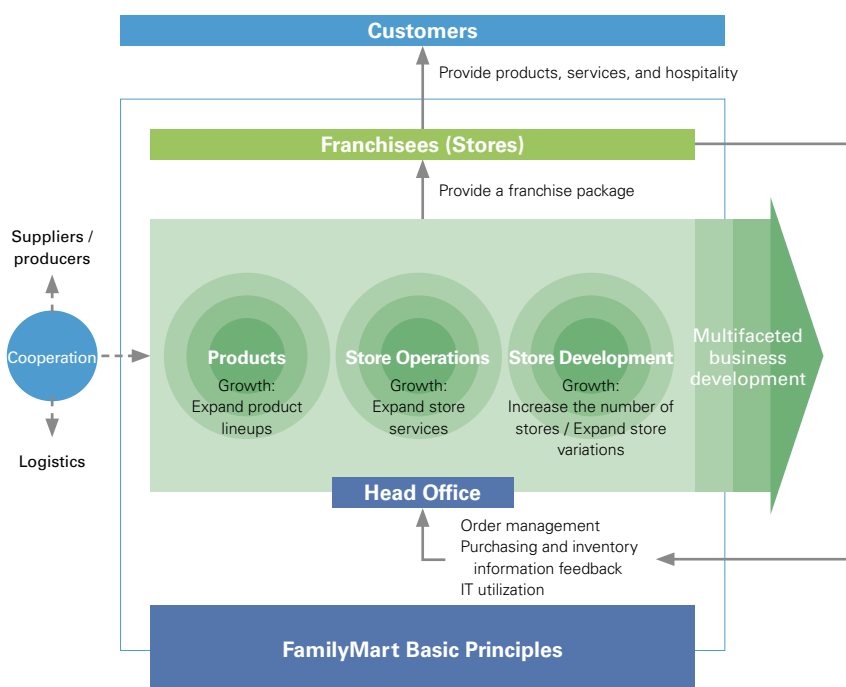 Customers
Provide products, services, and hospitality
Franchisees (Stores)
Provide a franchise package
Suppliers /
producers
Cooperation
Logistics
Products
Growth:
Expand product
lineups
Store Operations
Growth:
Expand store
services
Store Development
Growth:
Increase the number of
stores / Expand store
variations
Multifaceted
business
development
Head Office
Order management
Purchasing and inventory
information feedback
IT utilization
FamilyMart Basic Principles